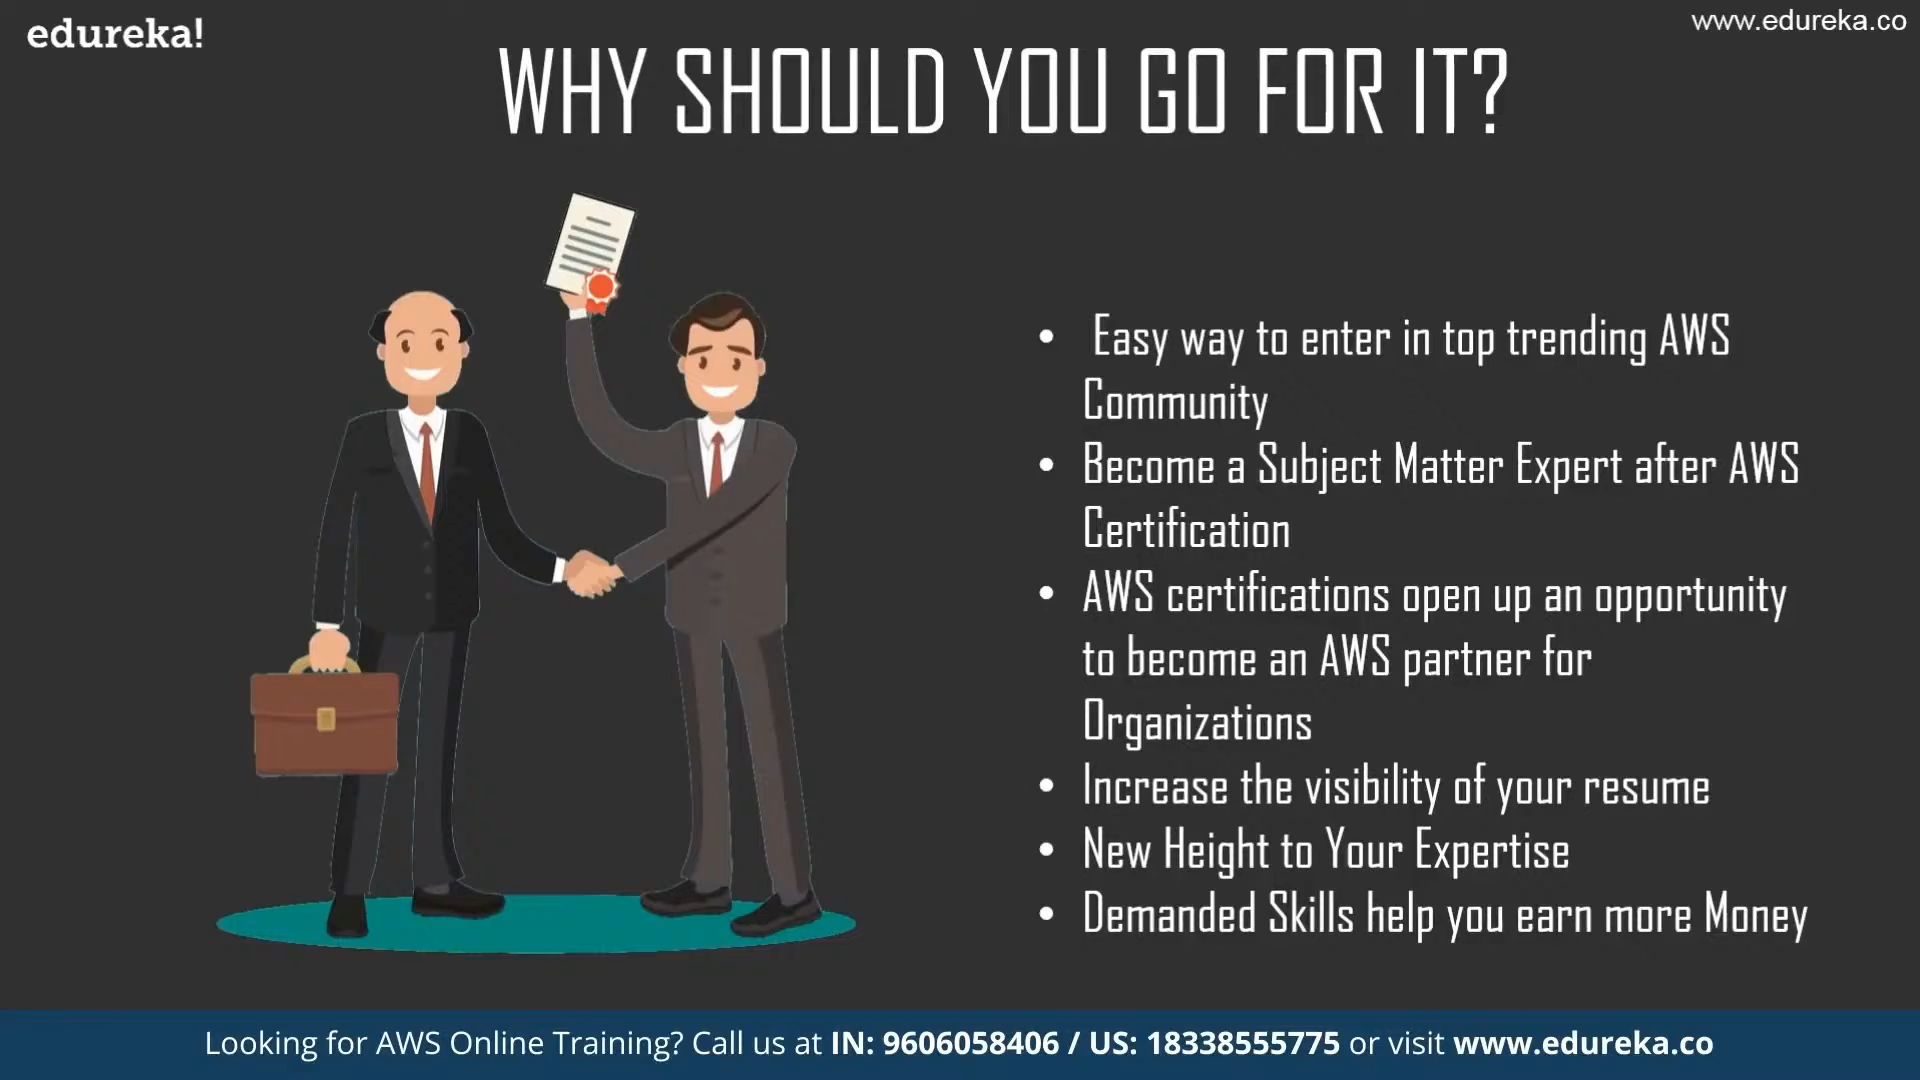 edureka!
www.edureka.co
WHY SHOULD YOU GO FOR IT?
• Easy way to enter in top trending AWS
Community
• Become a Subject Matter Expert after AWS
Certification
• AWS certifications open up an opportunity
to become an AWS partner for
Organizations
• Increase the visibility of your resume
• New Height to Your Expertise
• Demanded Skills help you earn more Money
Looking for AWS Online Training? Call us at IN: 9606058406 / US: 18338555775 or visit www.edureka.co